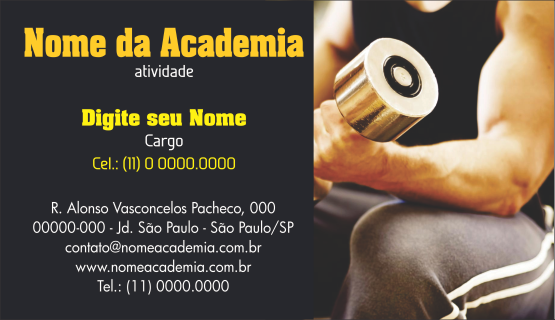 Nome da Academia
atividade
Digite seu Nome
Cargo
Cel.: (11) 0 0000.0000
R. Alonso Vasconcelos Pacheco, 000
00000-000 - Jd. São Paulo - São Paulo/SP
contato@nomeacademia.com.br
www.nomeacademia.com.br
Tel.: (11) 0000.0000